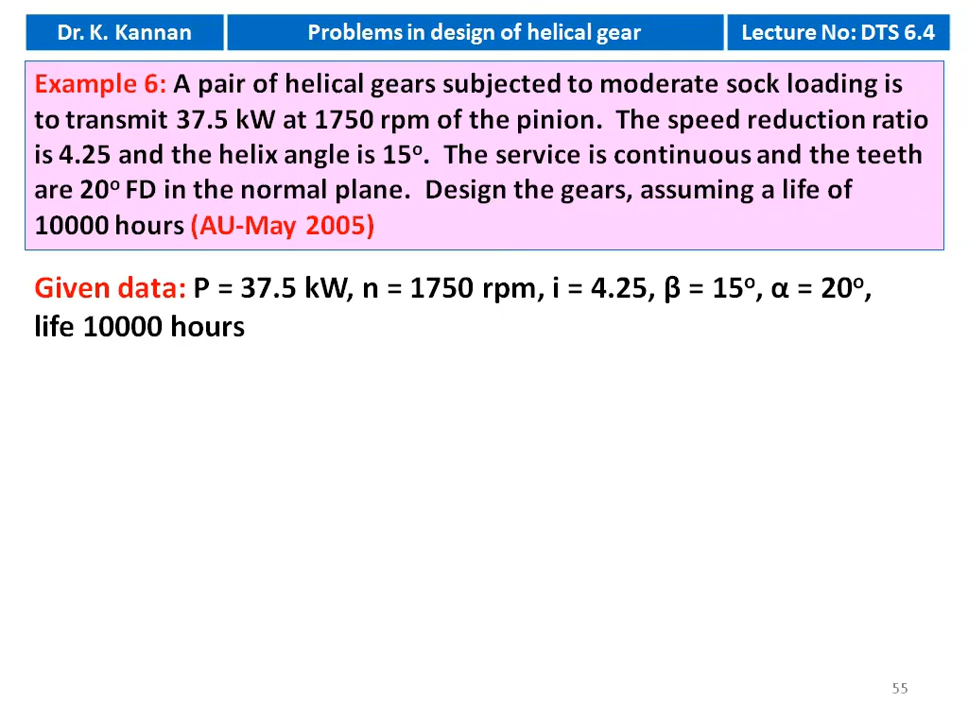 Dr. K. Kannan
Problems in design of helical gear
Lecture No: DTS 6.4
Example 6: A pair of helical gears subjected to moderate sock loading is
to transmit 37.5 kW at 1750 rpm of the pinion. The speed reduction ratio
is 4.25 and the helix angle is 15º. The service is continuous and the teeth
are 20º FD in the normal plane. Design the gears, assuming a life of
10000 hours (AU-May 2005)
Given data: P = 37.5 kW, n = 1750 rpm, i = 4.25, β = 15º, α = 20º,
life 10000 hours
55